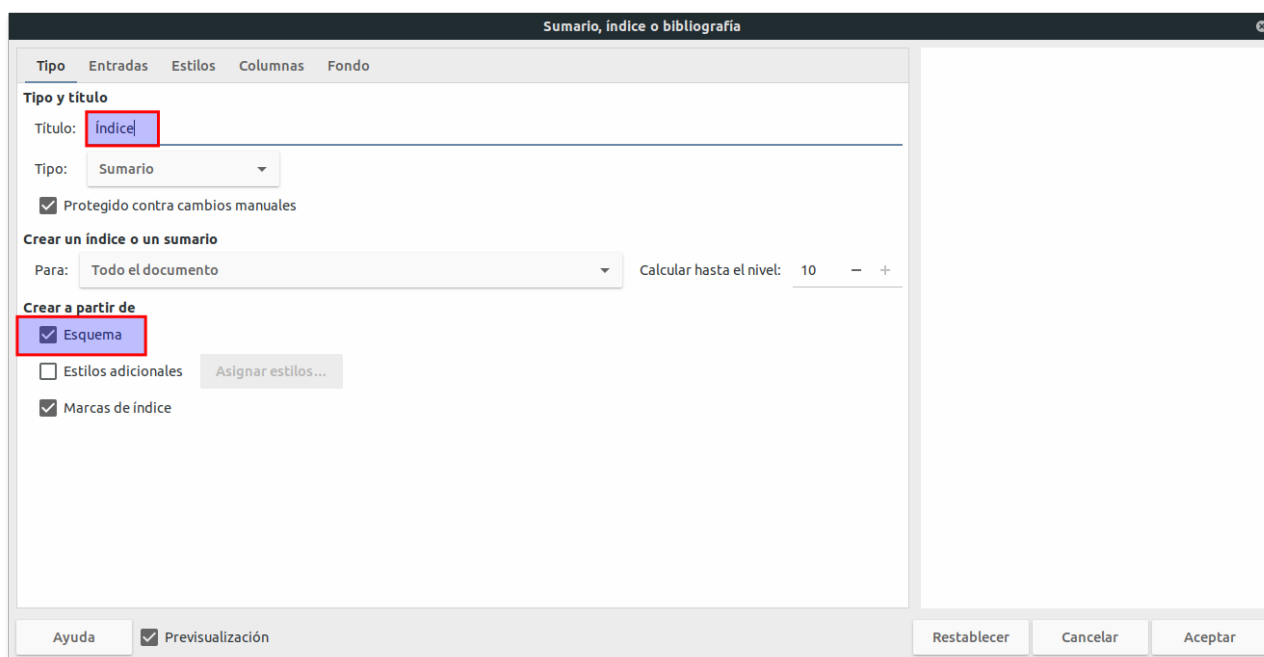 Sumario, índice o bibliografía
Tipo Entradas Estilos Columnas Fondo
Tipo y título
Título: Índice
Tipo: Sumario
Protegido contra cambios manuales
Crear un índice o un sumario
Para: Todo el documento Calcular hasta el nivel: 10 − +
Crear a partir de
Esquema
Estilos adicionales Asignar estilos...
Marcas de índice
Ayuda Previsualización Restablecer Cancelar Aceptar